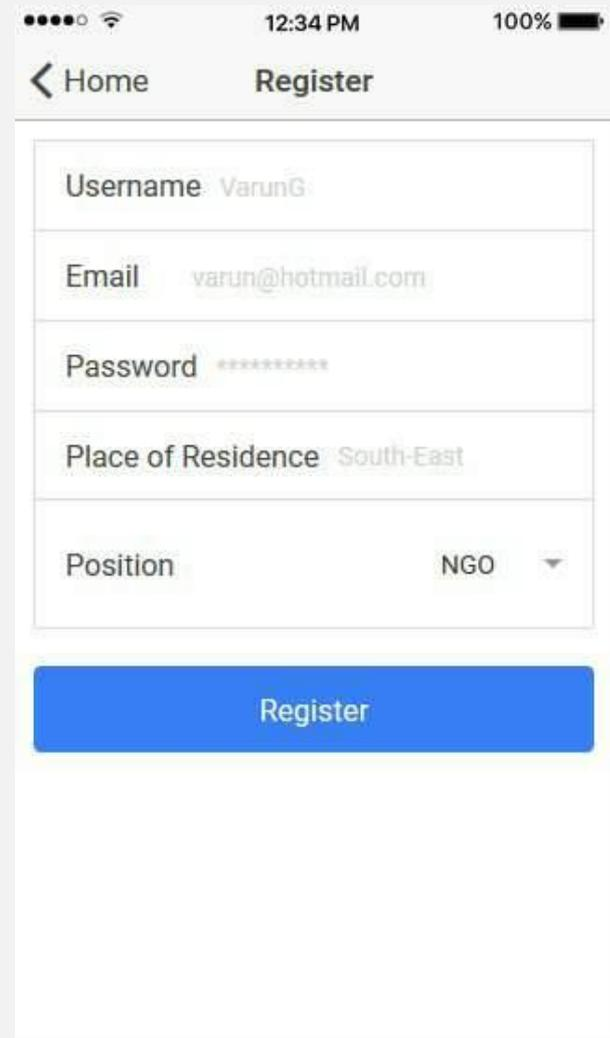 12:34 PM 100%
Home Register
Username VarunG
Email varun@hotmail.com
Password **********
Place of Residence South-East
Position NGO
Register